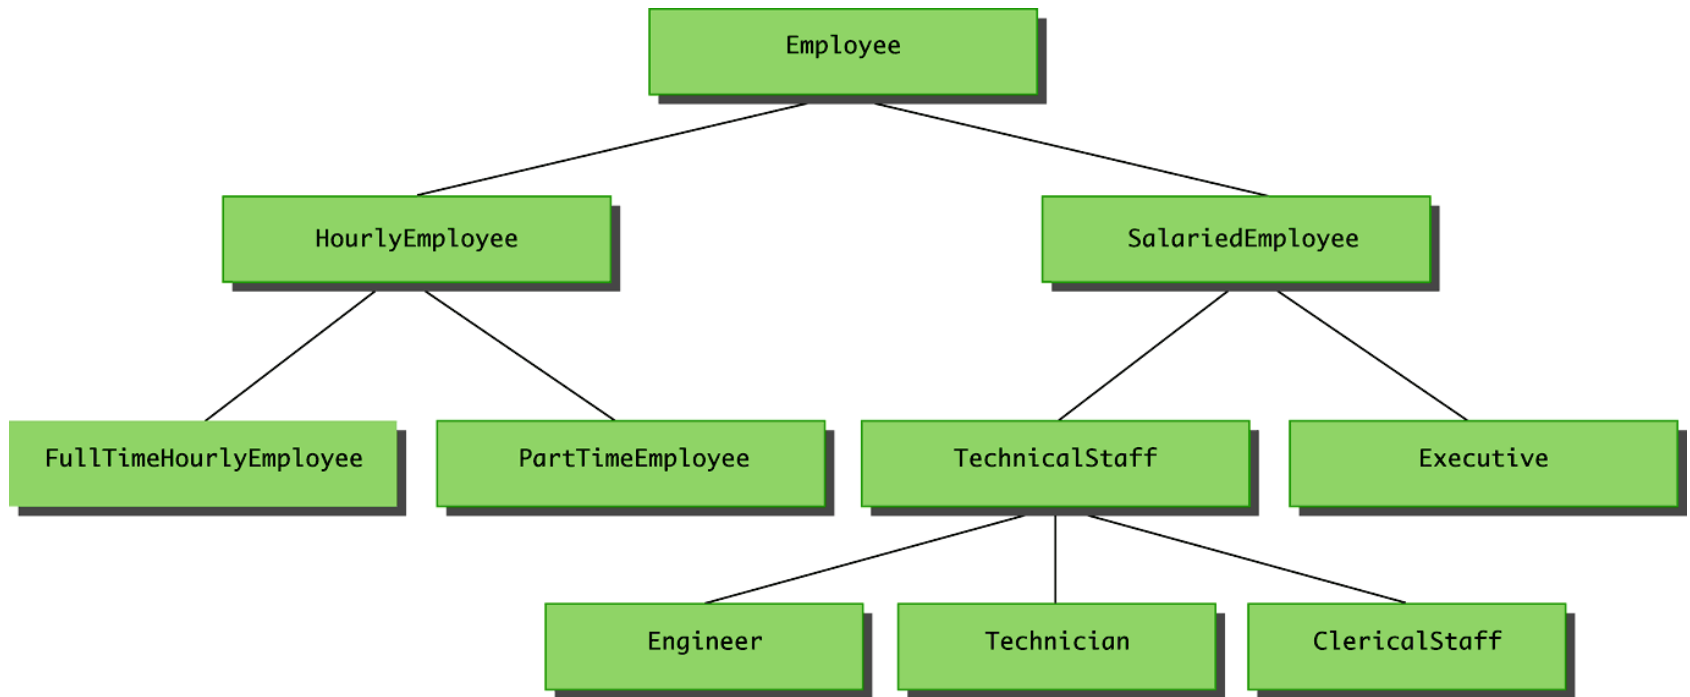 Employee
HourlyEmployee
SalariedEmployee
FullTimeHourlyEmployee
PartTimeEmployee
TechnicalStaff
Executive
Engineer
Technician
ClericalStaff